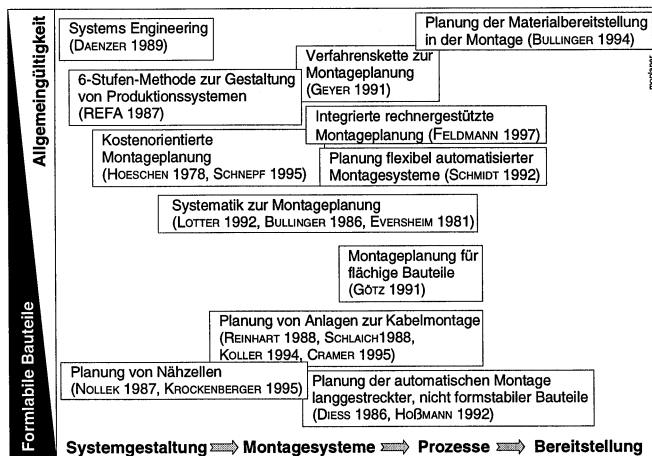 Allgemeingültigkeit
Formlabile Bauteile
Systems Engineering
(DAENZER 1989)
Planung der Materialbereitstellung
in der Montage (BULLINGER 1994)
Verfahrenskette zur
Montageplanung
(GEYER 1991)
6-Stufen-Methode zur Gestaltung
von Produktionssystemen
(REFA 1987)
Integrierte rechnergestützte
Montageplanung (FELDMANN 1997)
Kostenorientierte
Montageplanung
(HOESCHEN 1978, SCHNEPF 1995)
Planung flexibel automatisierter
Montagesysteme (SCHMIDT 1992)
Systematik zur Montageplanung
(LOTTER 1992, BULLINGER 1986, EVERSHEIM 1981)
Montageplanung für
flächige Bauteile
(GÖTZ 1991)
Planung von Anlagen zur Kabelmontage
(REINHART 1988, SCHLAICH1988,
KOLLER 1994, CRAMER 1995)
Planung von Nähzellen
(NOLLEK 1987, KROCKENBERGER 1995)
Planung der automatischen Montage
langgestreckter, nicht formstabiler Bauteile
(DIESS 1986, HOßMANN 1992)
Systemgestaltung Montagesysteme Prozesse Bereitstellung